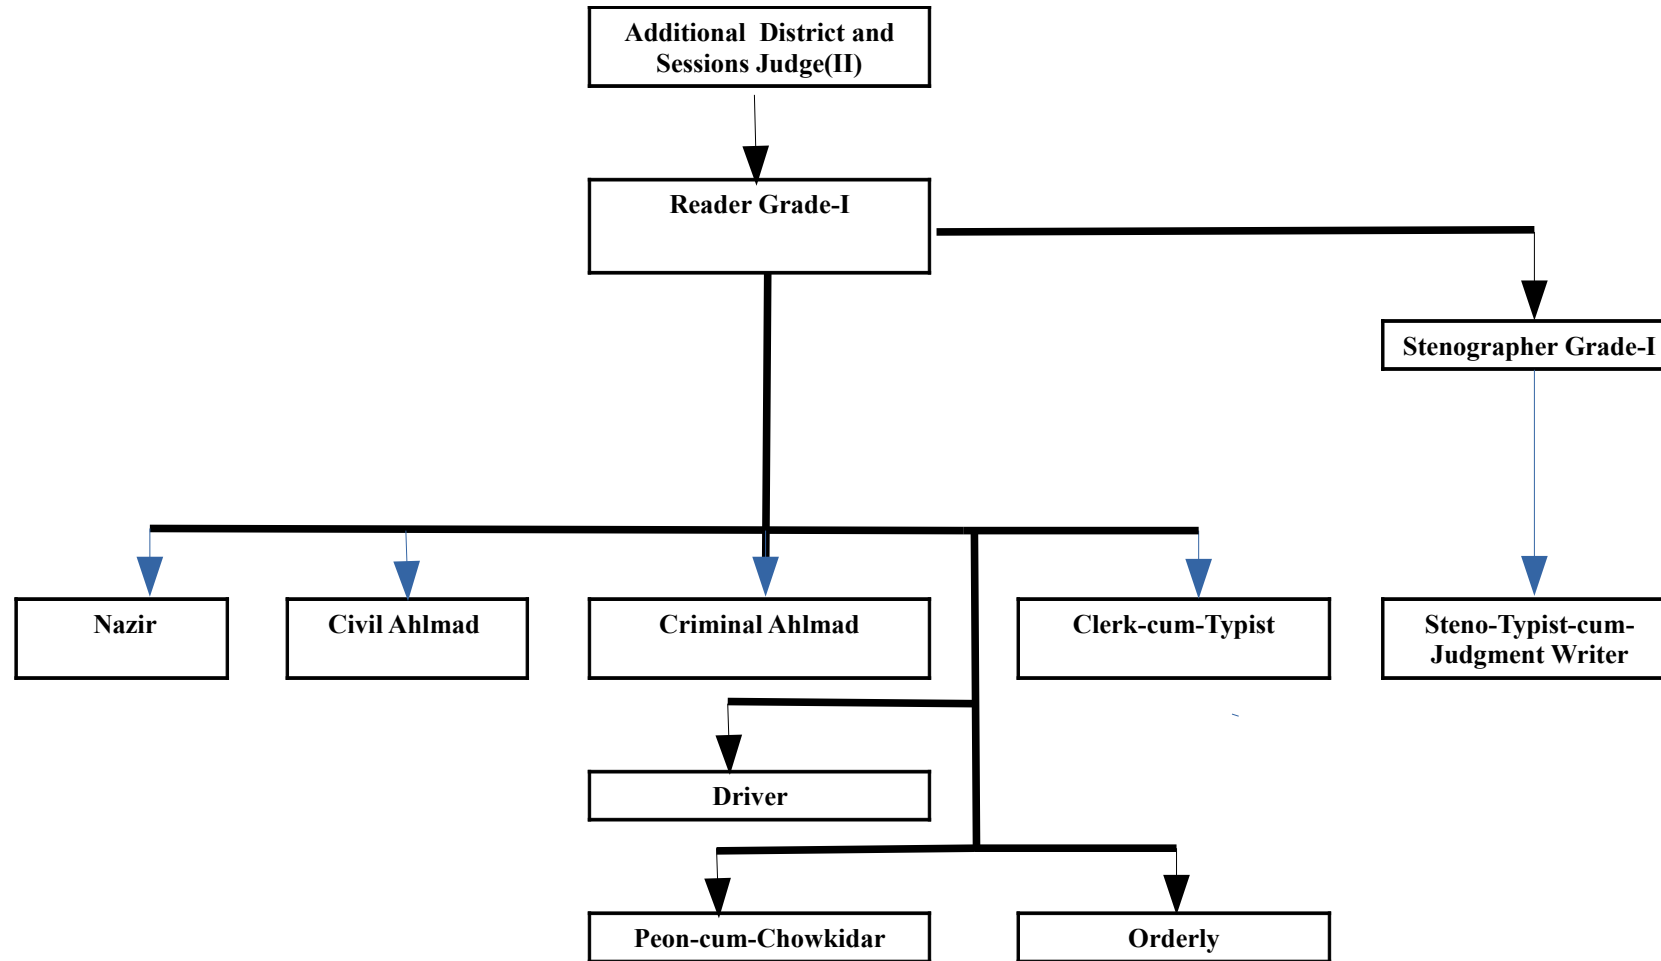 Additional  District and
Sessions Judge(II)
Reader Grade-I
Stenographer Grade-I
Nazir
Civil Ahlmad
Criminal Ahlmad
Clerk-cum-Typist
Steno-Typist-cum-
Judgment Writer
Driver
Peon-cum-Chowkidar
Orderly